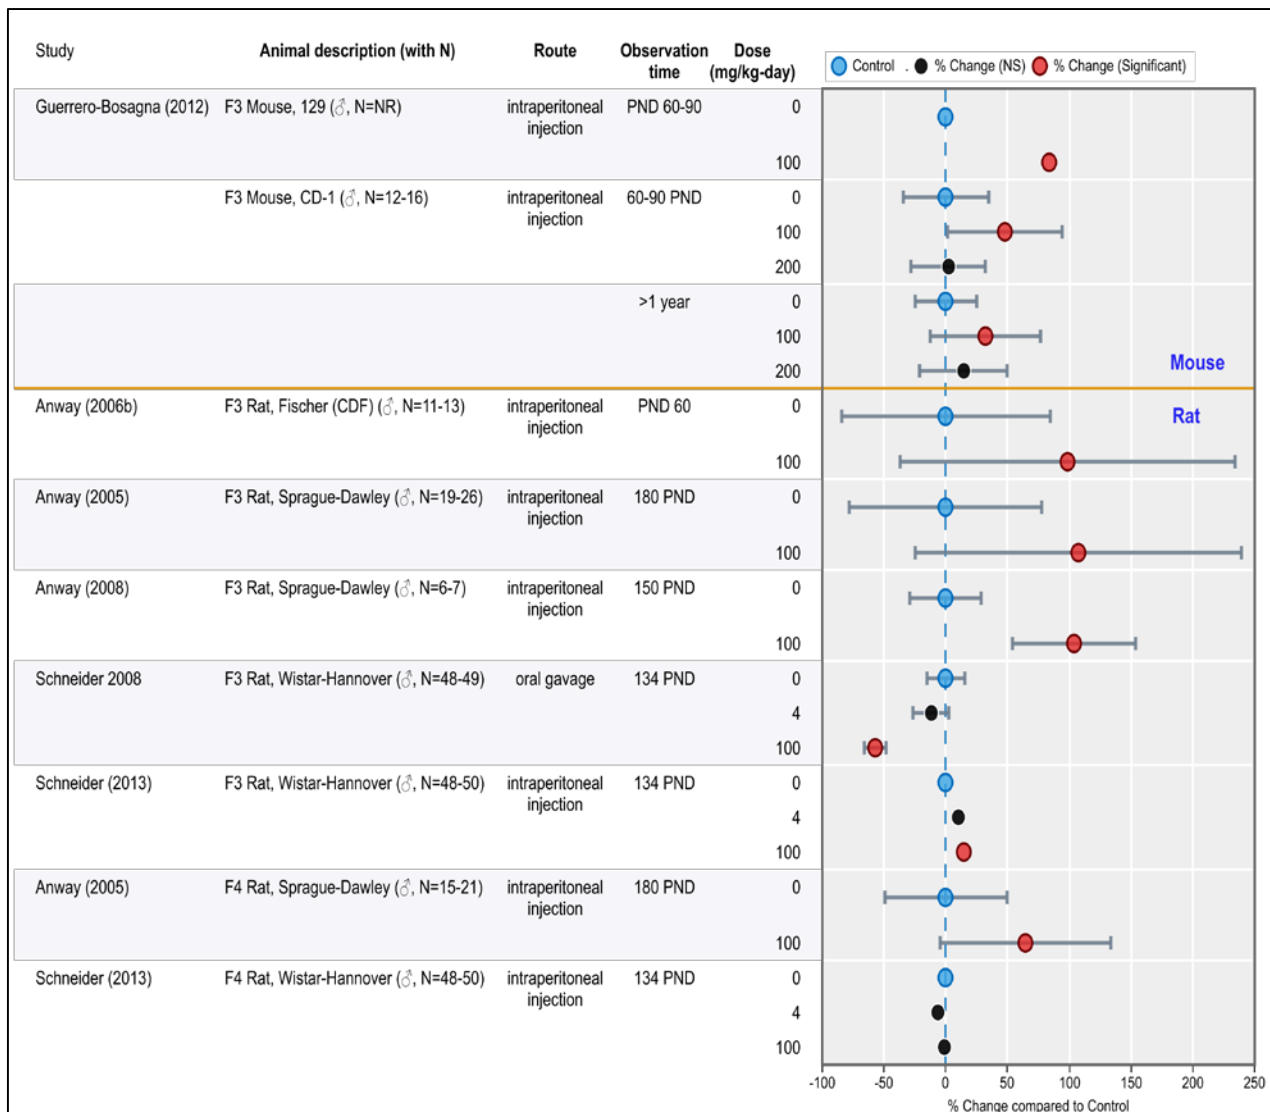 Study Animal description (with N) Route Observation time Dose (mg/kg-day)
Control . % Change (NS) % Change (Significant)
Guerrero-Bosagna (2012) F3 Mouse, 129 (♂, N=NR) intraperitoneal injection PND 60-90 0
100
F3 Mouse, CD-1 (♂, N=12-16) intraperitoneal injection 60-90 PND 0
100
200
>1 year 0
100
200
Mouse
Anway (2006b) F3 Rat, Fischer (CDF) (♂, N=11-13) intraperitoneal injection PND 60 0
Rat
100
Anway (2005) F3 Rat, Sprague-Dawley (♂, N=19-26) intraperitoneal injection 180 PND 0
100
Anway (2008) F3 Rat, Sprague-Dawley (♂, N=6-7) intraperitoneal injection 150 PND 0
100
Schneider 2008 F3 Rat, Wistar-Hannover (♂, N=48-49) oral gavage 134 PND 0
4
100
Schneider (2013) F3 Rat, Wistar-Hannover (♂, N=48-50) intraperitoneal injection 134 PND 0
4
100
Anway (2005) F4 Rat, Sprague-Dawley (♂, N=15-21) intraperitoneal injection 180 PND 0
100
Schneider (2013) F4 Rat, Wistar-Hannover (♂, N=48-50) intraperitoneal injection 134 PND 0
4
100
-100 -50 0 50 100 150 200 250
% Change compared to Control